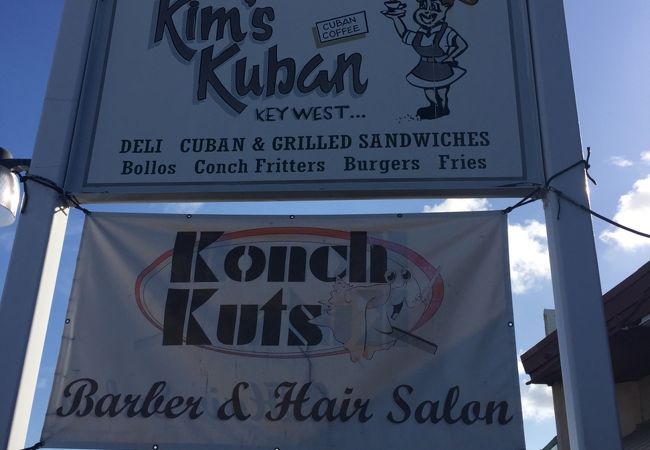 Kim's
Kuban
CUBAN
COFFEE
KEY WEST...
DELI CUBAN & GRILLED SANDWICHES
Bollos Conch Fritters Burgers Fries
Konch
Kuts
Barber & Hair Salon